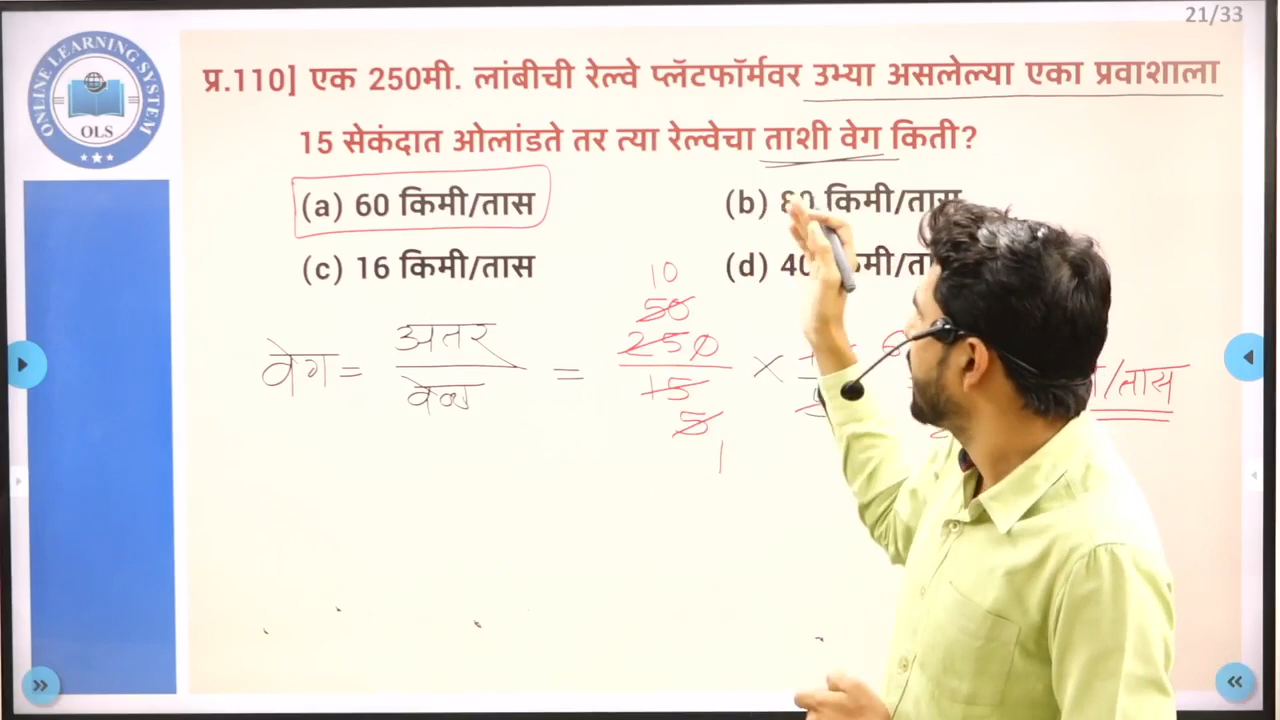 21/33
ONLINE LEARNING SYSTEM
OLS
प्र.110] एक 250मी. लांबीची रेल्वे प्लॅटफॉर्मवर उभ्या असलेल्या एका प्रवाशाला
15 सेकंदात ओलांडते तर त्या रेल्वेचा ताशी वेग किती?
(a) 60 किमी/तास (b) 80 किमी/तास
(c) 16 किमी/तास (d)
10
50
वेग = अंतर / वेळ = 250 / 15 ×
5
1
/तास